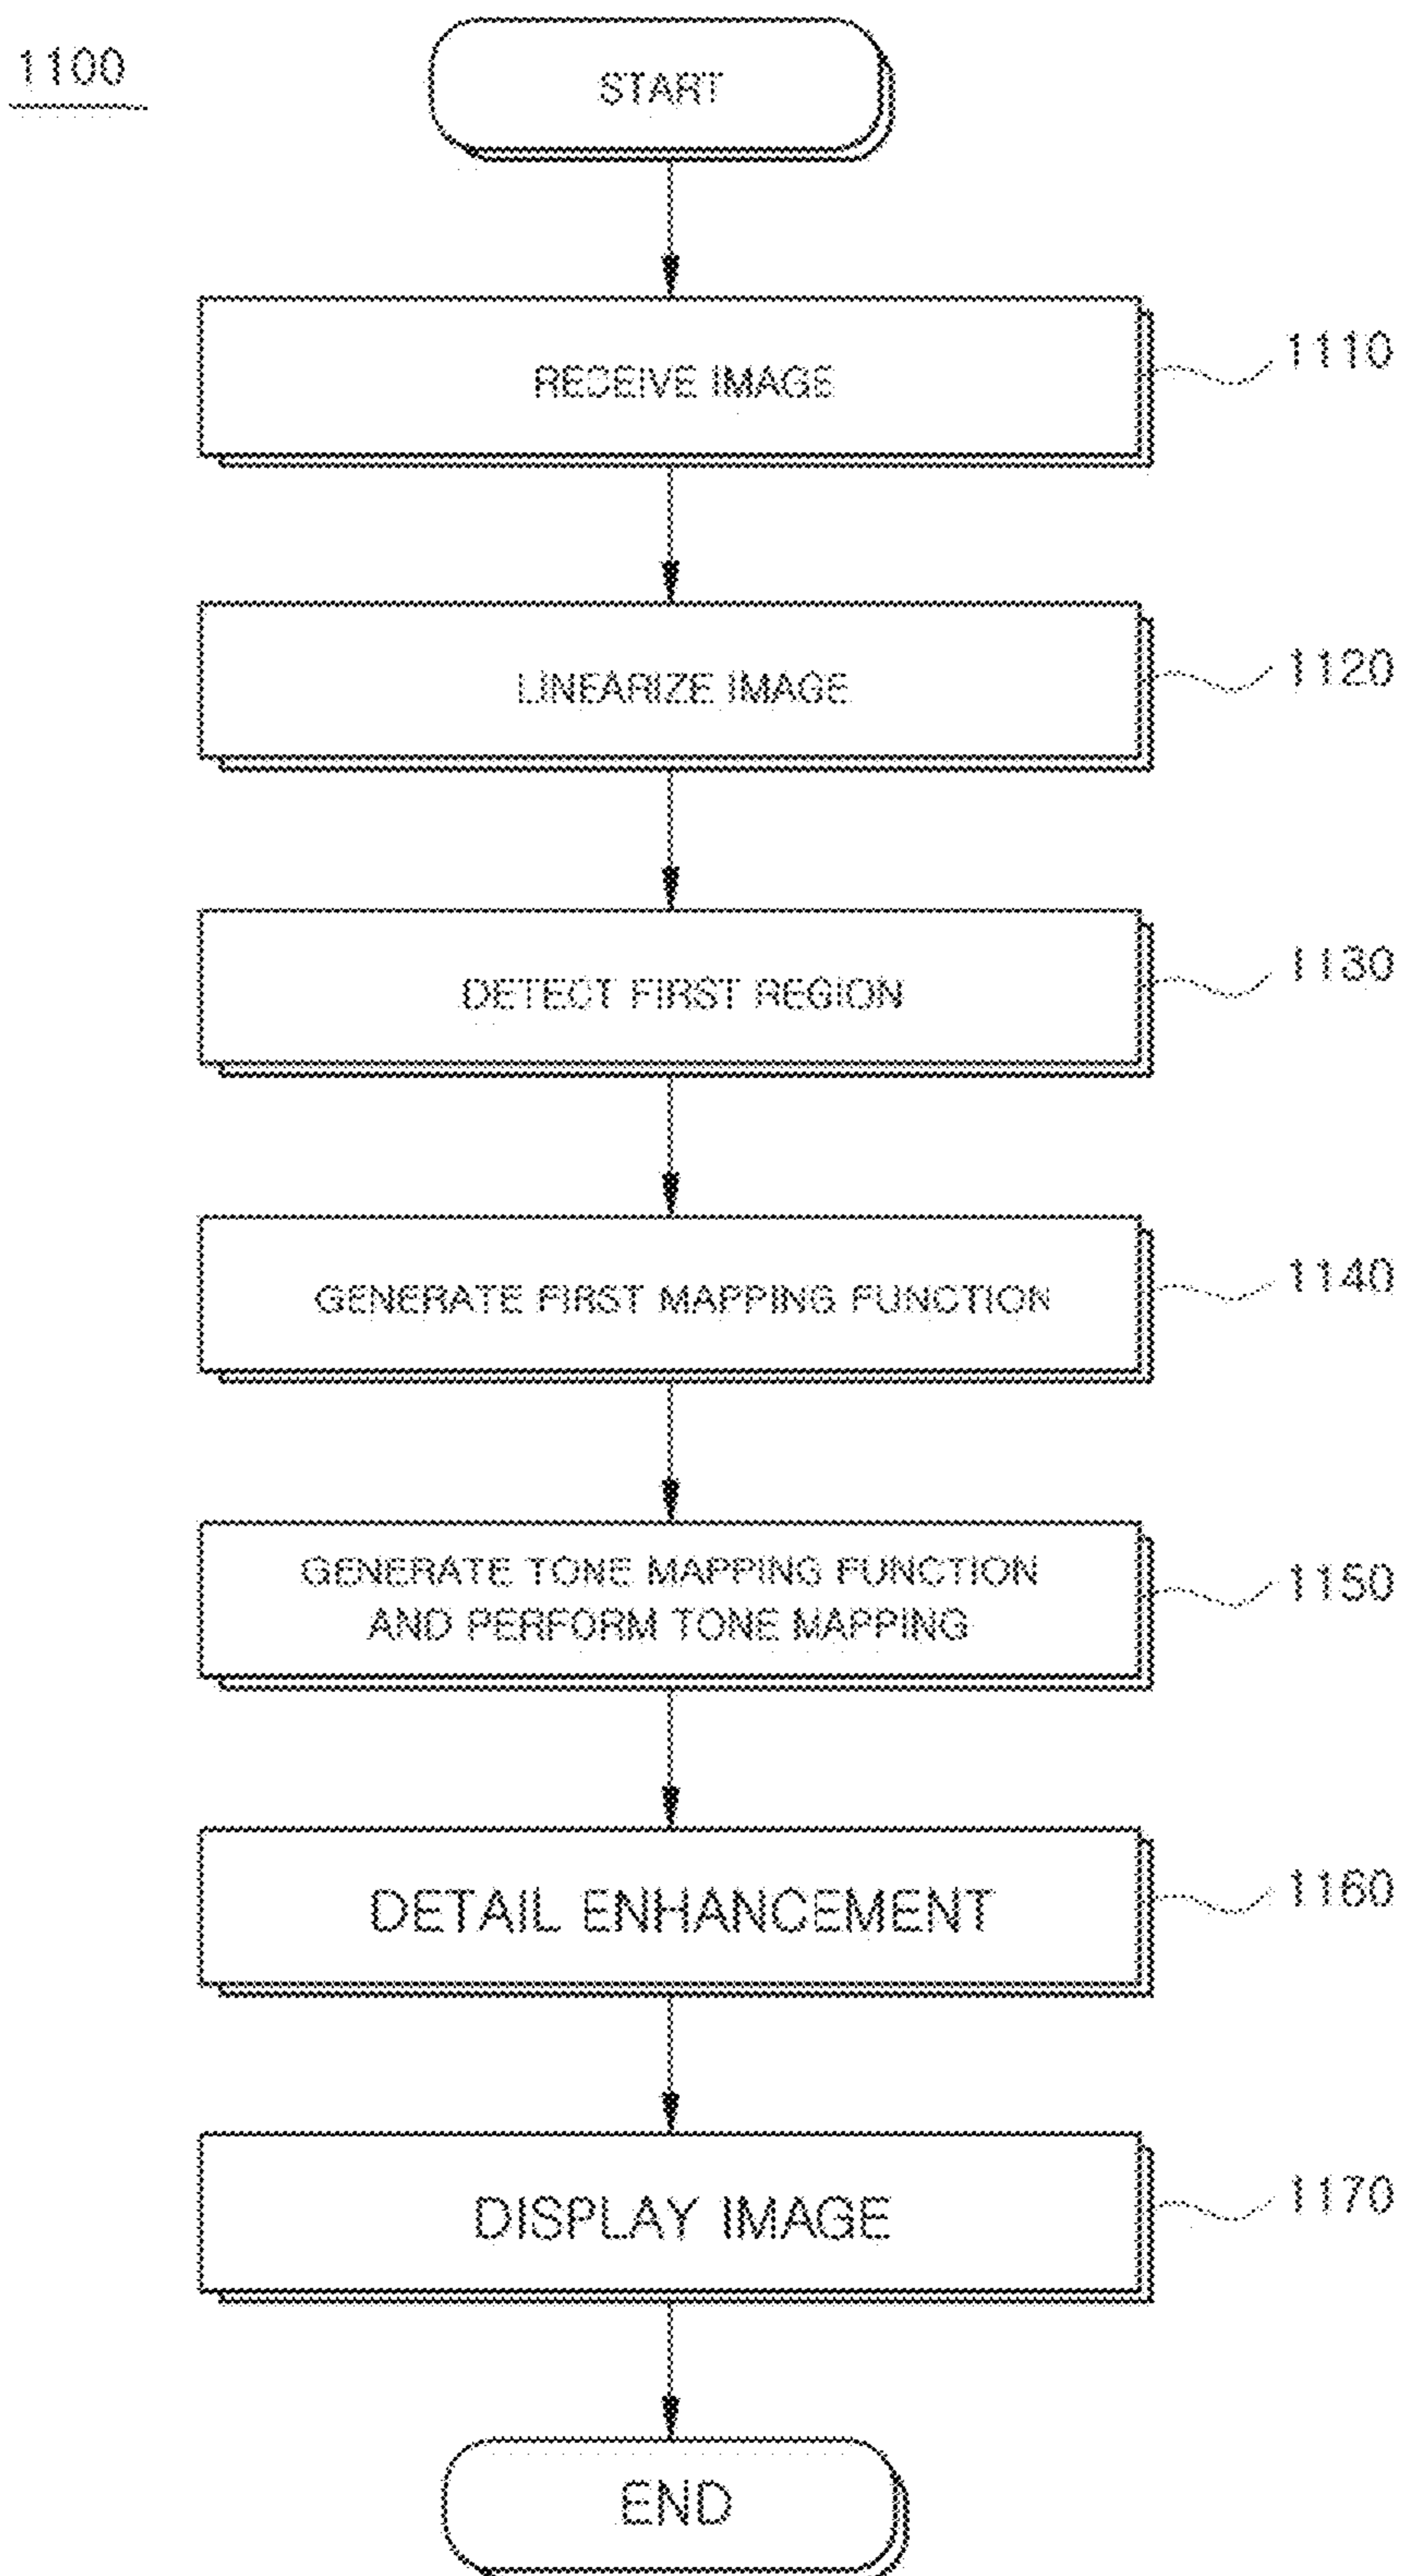 1100
START
RECEIVE IMAGE
1110
LINEARIZE IMAGE
1120
DETECT FIRST REGION
1130
GENERATE FIRST MAPPING FUNCTION
1140
GENERATE TONE MAPPING FUNCTION
AND PERFORM TONE MAPPING
1150
DETAIL ENHANCEMENT
1160
DISPLAY IMAGE
1170
END